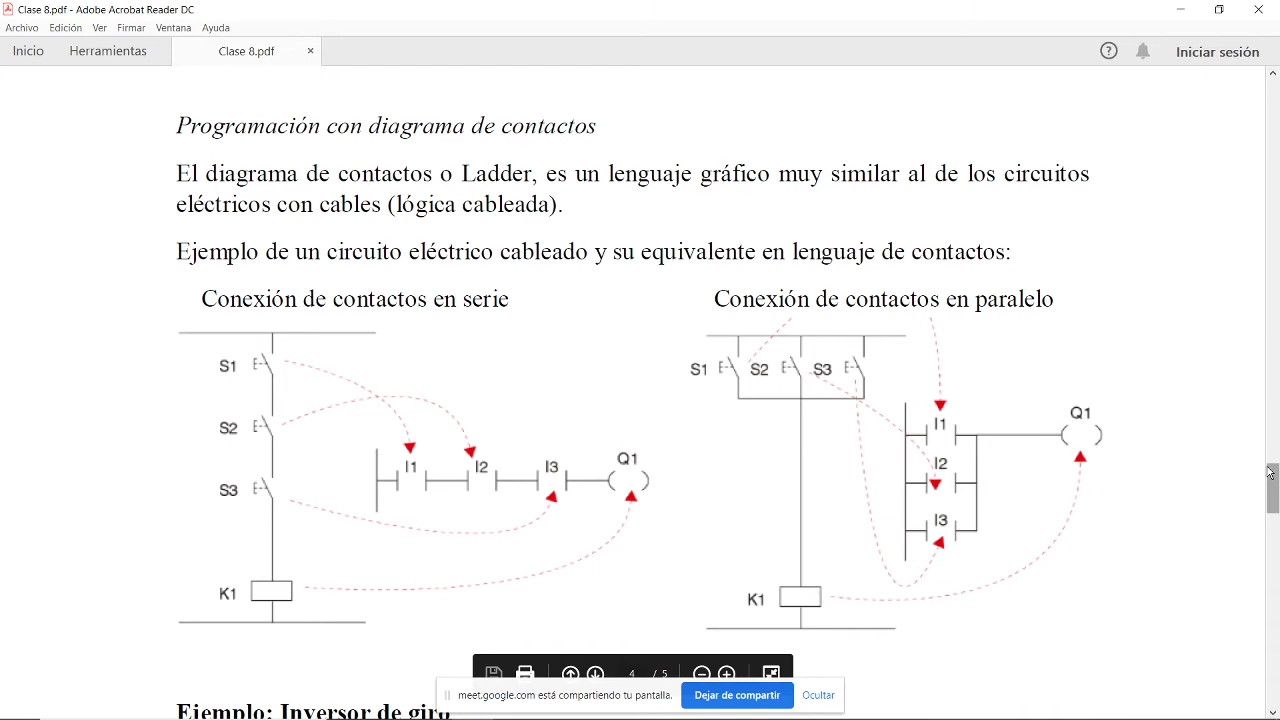 Clase 8.pdf - Adobe Acrobat Reader DC
Archivo Edición Ver Firmar Ventana Ayuda
Inicio Herramientas Clase 8.pdf × ? Iniciar sesión
Programación con diagrama de contactos
El diagrama de contactos o Ladder, es un lenguaje gráfico muy similar al de los circuitos
eléctricos con cables (lógica cableada).
Ejemplo de un circuito eléctrico cableado y su equivalente en lenguaje de contactos:
Conexión de contactos en serie
S1
S2
S3
K1
I1 I2 I3 Q1
Conexión de contactos en paralelo
S1 S2 S3
I1 Q1
I2
I3
K1
4 / 5
meet.google.com está compartiendo tu pantalla. Dejar de compartir Ocultar
Ejemplo: Inversor de giro